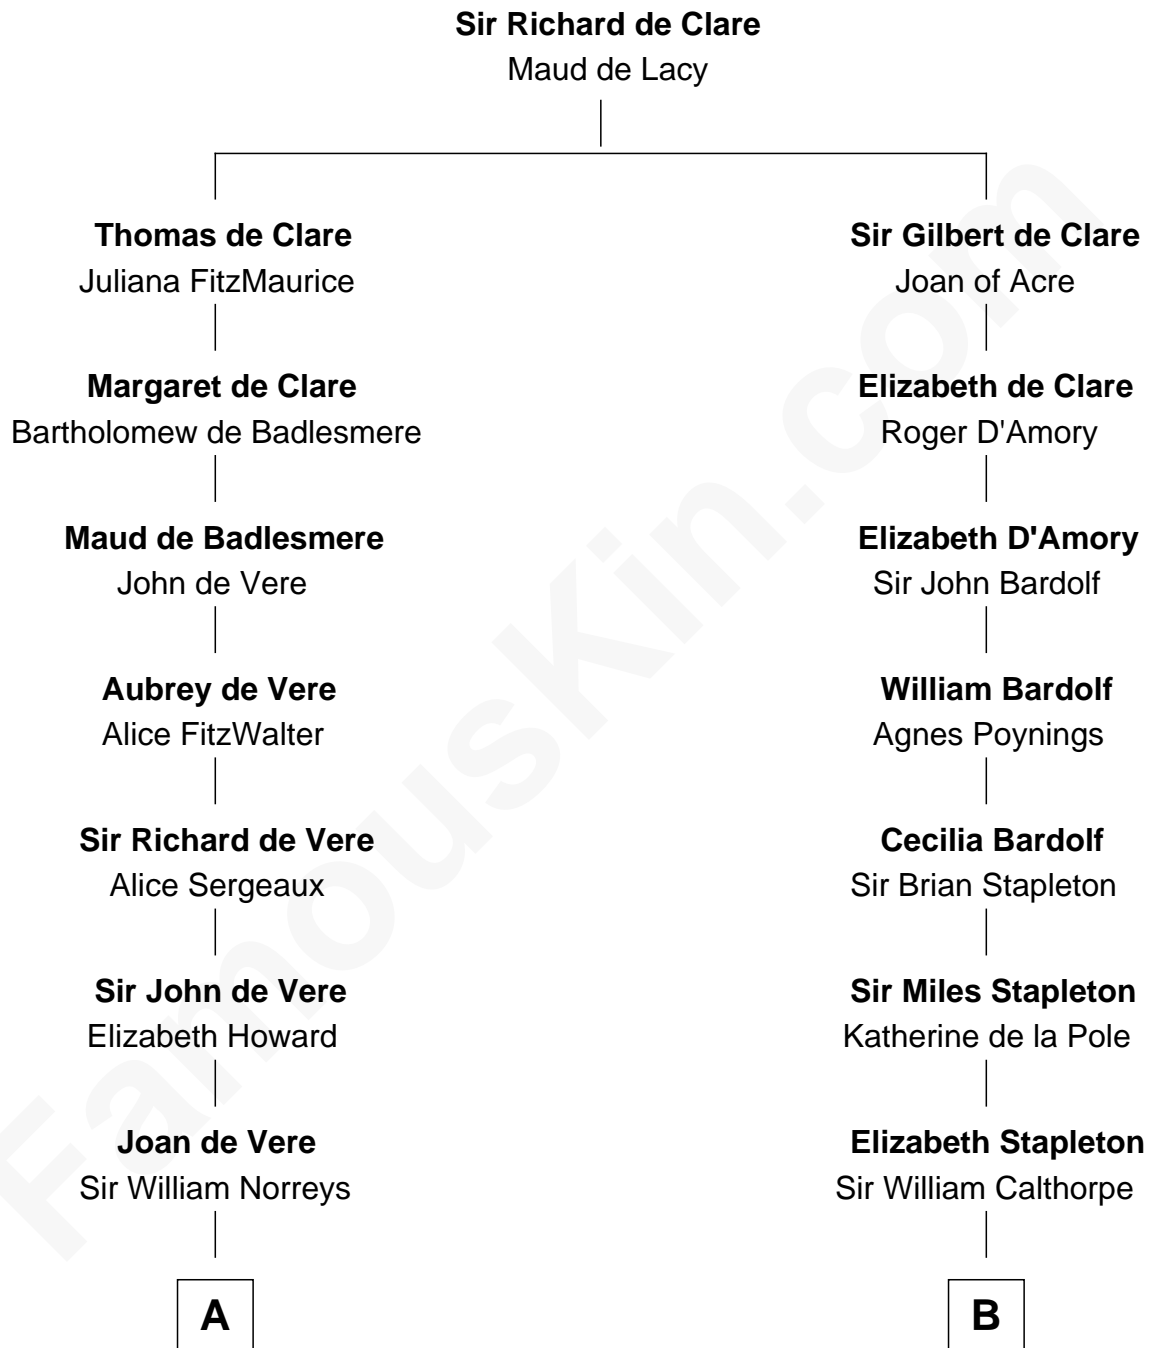 Sir Richard de Clare
Maud de Lacy
Thomas de Clare
Juliana FitzMaurice
Margaret de Clare
Bartholomew de Badlesmere
Maud de Badlesmere
John de Vere
Aubrey de Vere
Alice FitzWalter
Sir Richard de Vere
Alice Sergeaux
Sir John de Vere
Elizabeth Howard
Joan de Vere
Sir William Norreys
A
Sir Gilbert de Clare
Joan of Acre
Elizabeth de Clare
Roger D'Amory
Elizabeth D'Amory
Sir John Bardolf
William Bardolf
Agnes Poynings
Cecilia Bardolf
Sir Brian Stapleton
Sir Miles Stapleton
Katherine de la Pole
Elizabeth Stapleton
Sir William Calthorpe
B
FamousKin.com